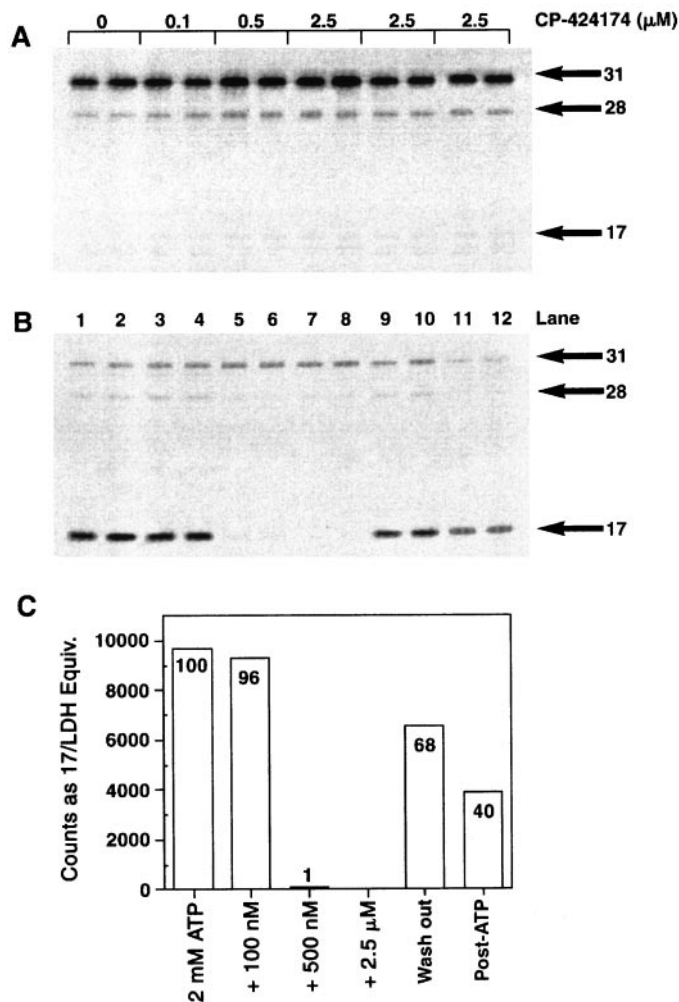 0 0.1 0.5 2.5 2.5 2.5 CP-424174 (μM)
A
31
28
17
B 1 2 3 4 5 6 7 8 9 10 11 12 Lane
31
28
17
C
Counts as 17/LDH Equiv.
10000
8000
6000
4000
2000
0
100
96
1
68
40
2 mM ATP
+ 100 nM
+ 500 nM
+ 2.5 μM
Wash out
Post-ATP